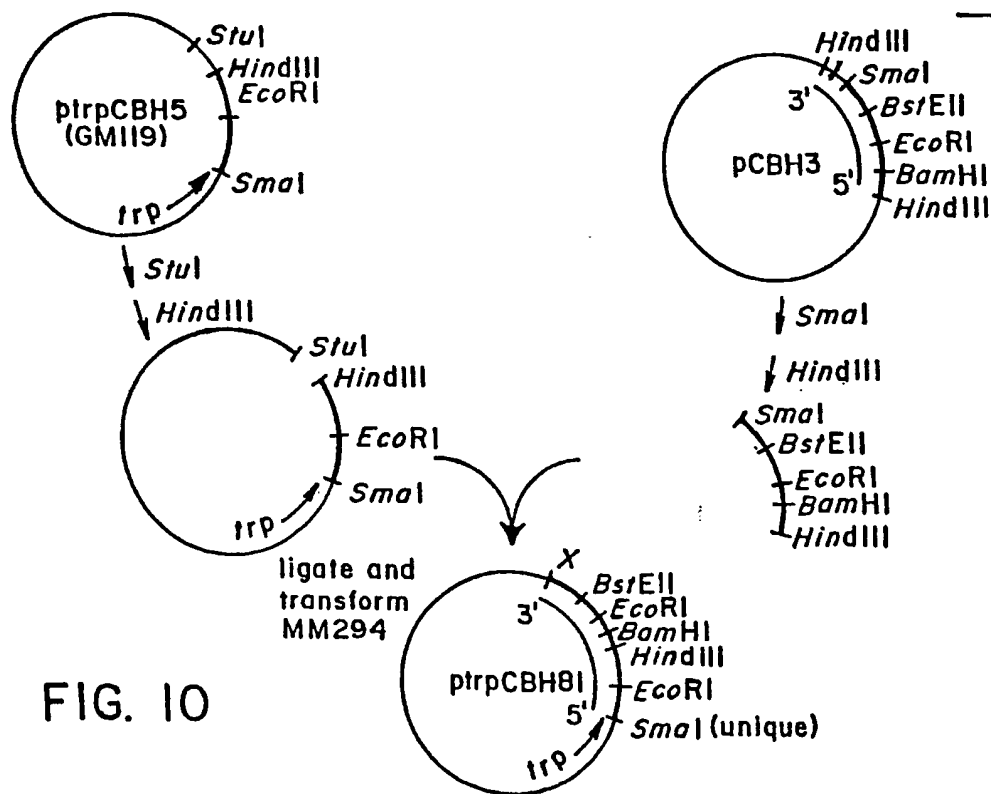 StuI
HindIII
EcoRI
ptrpCBH5
(GM119)
SmaI
trp
StuI
HindIII
HindIII
SmaI
3'
BstEII
EcoRI
pCBH3
BamHI
5'
HindIII
SmaI
HindIII
StuI
HindIII
EcoRI
SmaI
trp
SmaI
BstEII
EcoRI
BamHI
HindIII
ligate and
transform
MM294
X
BstEII
3'
EcoRI
BamHI
HindIII
ptrpCBH81
EcoRI
5'
SmaI (unique)
trp
FIG. 10